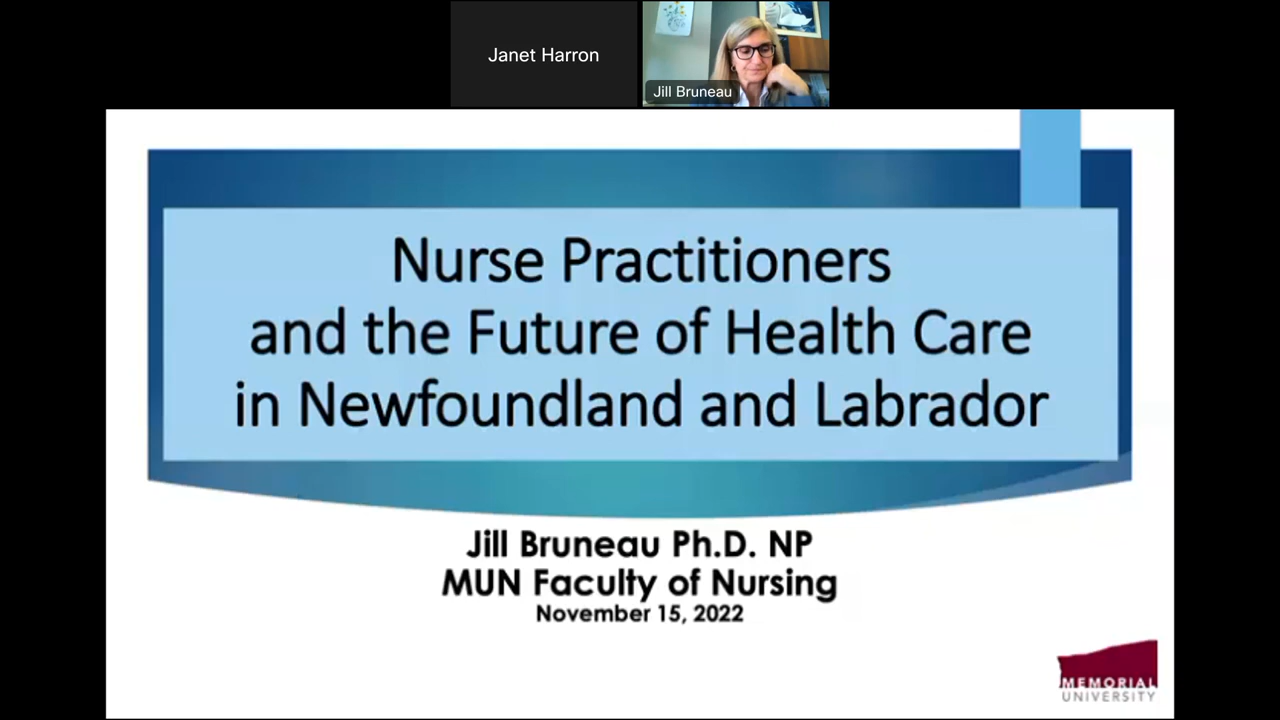 Janet Harron
Jill Bruneau
Nurse Practitioners
and the Future of Health Care
in Newfoundland and Labrador
Jill Bruneau Ph.D. NP
MUN Faculty of Nursing
November 15, 2022
MEMORIAL
UNIVERSITY